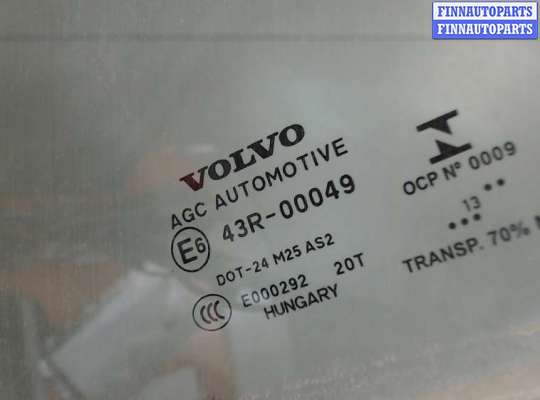 FINNAUTOPARTS
FINNAUTOPARTS
VOLVO
AGC AUTOMOTIVE
E6 43R-00049
DOT-24 M25 AS2
CCC E000292 20T
HUNGARY
OCP Nº 0009
13
TRANSP. 70%